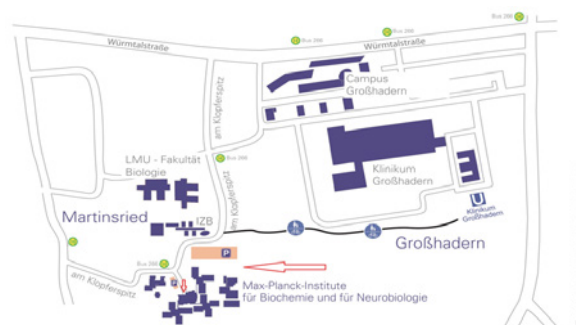 Bus 266
Bus 266
Würmtalstraße
Würmtalstraße
Campus
Großhadern
am Klopferspitz
LMU - Fakultät
Biologie
Bus 266
Klinikum
Großhadern
am Klopferspitz
Martinsried
IZB
U
Klinikum
Großhadern
Großhadern
P
Bus 266
am Klopferspitz
P
Max-Planck-Institute
für Biochemie und für Neurobiologie